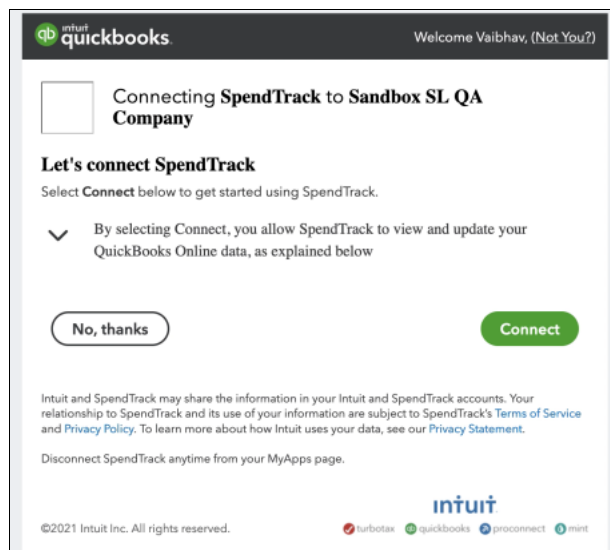 qb intuit quickbooks.
Welcome Vaibhav, (Not You?)
Connecting SpendTrack to Sandbox SL QA
Company
Let's connect SpendTrack
Select Connect below to get started using SpendTrack.
By selecting Connect, you allow SpendTrack to view and update your
QuickBooks Online data, as explained below
No, thanks
Connect
Intuit and SpendTrack may share the information in your Intuit and SpendTrack accounts. Your
relationship to SpendTrack and its use of your information are subject to SpendTrack's Terms of Service
and Privacy Policy. To learn more about how Intuit uses your data, see our Privacy Statement.
Disconnect SpendTrack anytime from your MyApps page.
intuit
©2021 Intuit Inc. All rights reserved.
turbotax quickbooks proconnect mint